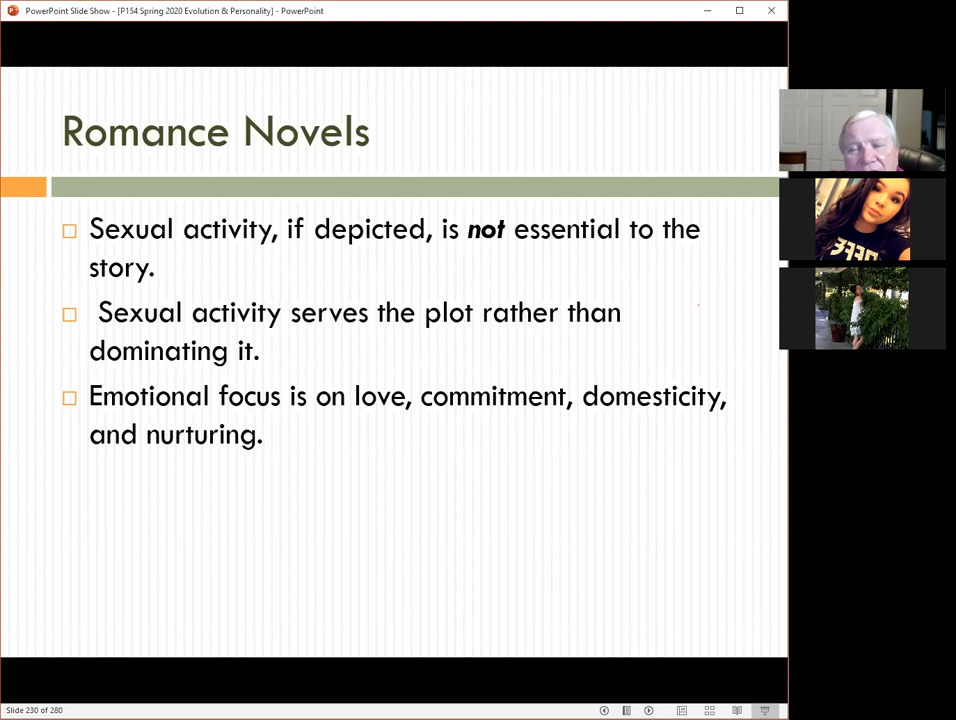 PowerPoint Slide Show - [P154 Spring 2020 Evolution & Personality] - PowerPoint
Romance Novels
Sexual activity, if depicted, is not essential to the
story.
Sexual activity serves the plot rather than
dominating it.
Emotional focus is on love, commitment, domesticity,
and nurturing.
Slide 230 of 280